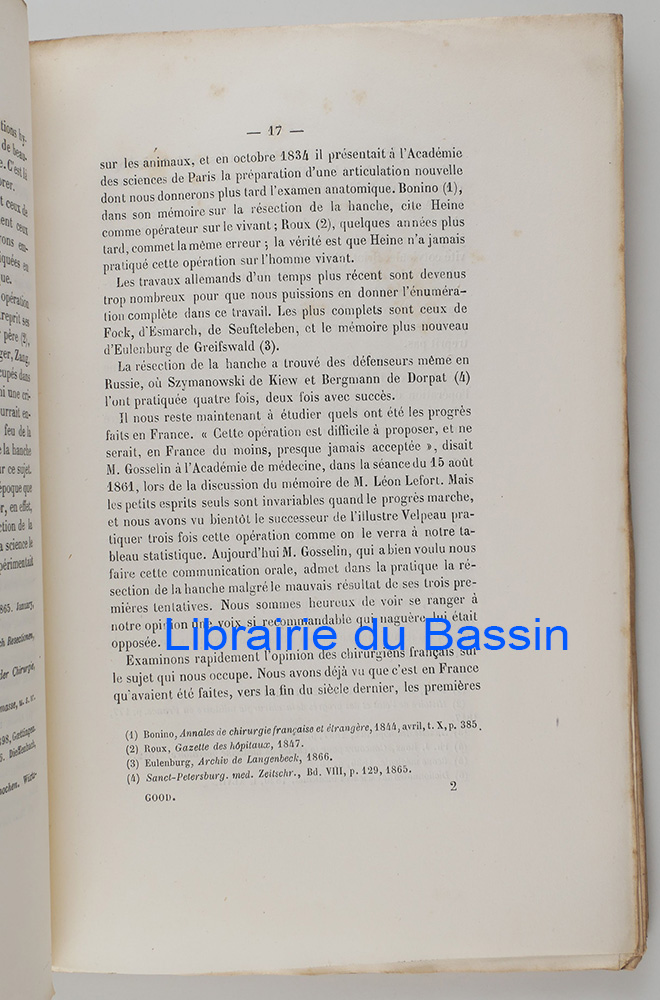 — 17 —
sur les animaux, et en octobre 1834 il présentait à l'Académie
des sciences de Paris la préparation d'une articulation nouvelle
dont nous donnerons plus tard l'examen anatomique. Bonino (1),
dans son mémoire sur la résection de la hanche, cite Heine
comme opérateur sur le vivant ; Roux (2), quelques années plus
tard, commet la même erreur ; la vérité est que Heine n'a jamais
pratiqué cette opération sur l'homme vivant.
Les travaux allemands d'un temps plus récent sont devenus
trop nombreux pour que nous puissions en donner l'énuméra-
tion complète dans ce travail. Les plus complets sont ceux de
Fock, d'Esmarch, de Seufteleben, et le mémoire plus nouveau
d'Eulenburg de Greifswald (3).
La résection de la hanche a trouvé des défenseurs même en
Russie, où Szymanowski de Kiew et Bergmann de Dorpat (4)
l'ont pratiquée quatre fois, deux fois avec succès.
Il nous reste maintenant à étudier quels ont été les progrès
faits en France. « Cette opération est difficile à proposer, et ne
serait, en France du moins, presque jamais acceptée », disait
M. Gosselin à l'Académie de médecine, dans la séance du 15 août
1861, lors de la discussion du mémoire de M. Léon Lefort. Mais
les petits esprits seuls sont invariables quand le progrès marche,
et nous avons vu bientôt le successeur de l'illustre Velpeau pra-
tiquer trois fois cette opération comme on le verra à notre ta-
bleau statistique. Aujourd'hui M. Gosselin, qui a bien voulu nous
faire cette communication orale, admet dans la pratique la ré-
section de la hanche malgré le mauvais résultat de ses trois pre-
mières tentatives. Nous sommes heureux de voir se ranger à
notre opinion une voix si recommandable qui naguère lui était
opposée.
Librairie du Bassin
Examinons rapidement l'opinion des chirurgiens français sur
le sujet qui nous occupe. Nous avons déjà vu que c'est en France
qu'avaient été faites, vers la fin du siècle dernier, les premières
(1) Bonino, Annales de chirurgie française et étrangère, 1844, avril, t. X, p. 385.
(2) Roux, Gazette des hôpitaux, 1847.
(3) Eulenburg, Archiv de Langenbeck, 1866.
(4) Sanct-Petersburg. med. Zeitschr., Bd. VIII, p. 129, 1865.
GOOD. 2